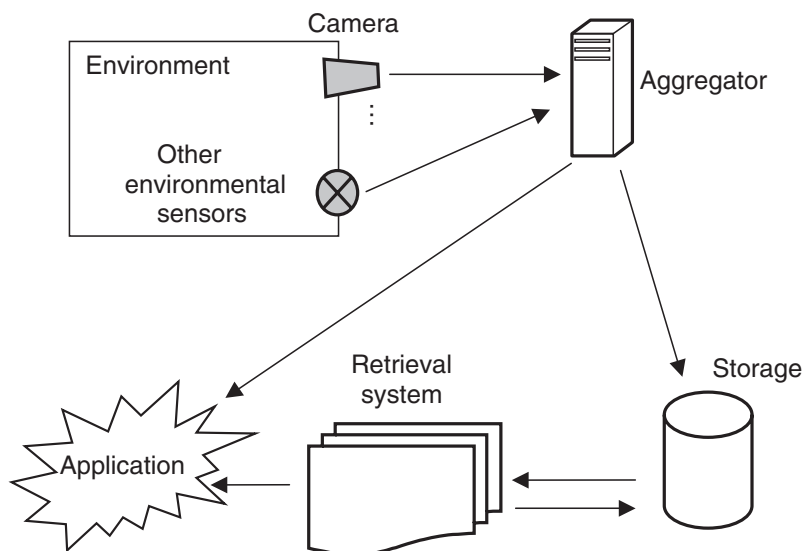 Camera
Environment
Aggregator
Other
environmental
sensors
Retrieval
system
Storage
Application